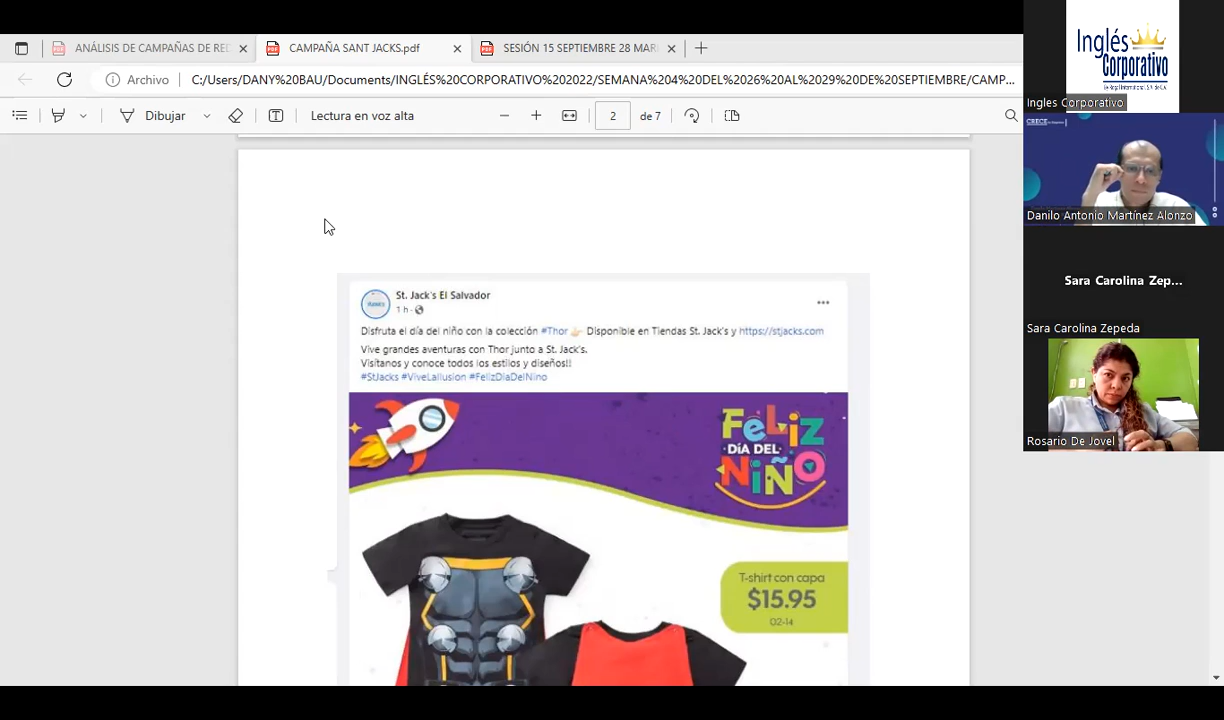 ANÁLISIS DE CAMPAÑAS DE RED
CAMPAÑA SANT JACKS.pdf
SESIÓN 15 SEPTIEMBRE 28 MAR
Archivo
C:/Users/DANY%20BAU/Documents/INGLÉS%20CORPORATIVO%202022/SEMANA%204%20DEL%2026%20AL%2029%20DE%20SEPTIEMBRE/CAMP...
Dibujar
Lectura en voz alta
2
de 7
St. Jack's El Salvador
1 h
Disfruta el día del niño con la colección #Thor Disponible en Tiendas St. Jack's y https://stjacks.com
Vive grandes aventuras con Thor junto a St. Jack's.
Visítanos y conoce todos los estilos y diseños!!
#StJacks #ViveLaIlusion #FelizDiaDelNino
FELIZ
DÍA DEL
NIÑO
T-shirt con capa
$15.95
02-14
Inglés
Corporativo
Ingles Corporativo
CRECE
Danilo Antonio Martínez Alonzo
Sara Carolina Zep...
Sara Carolina Zepeda
Rosario De Jovel